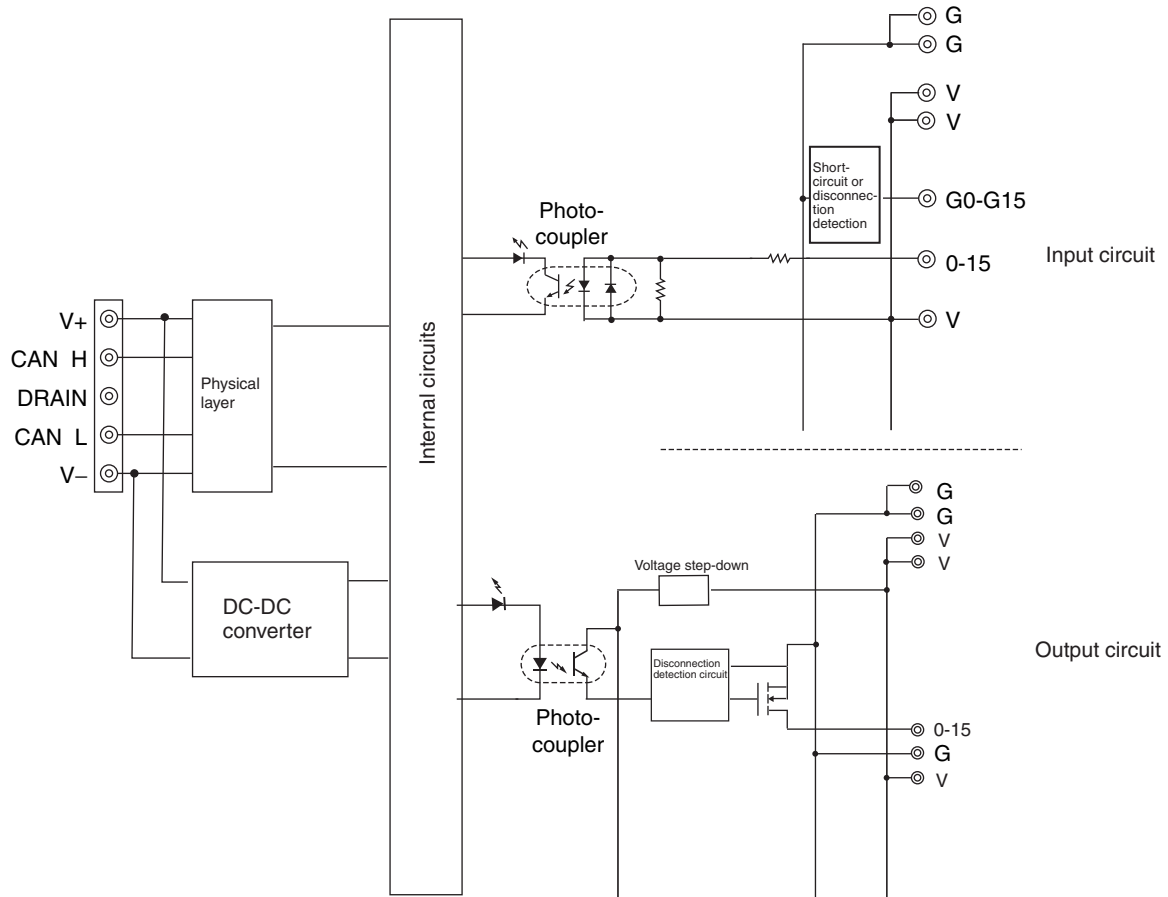 G
G
V
V
Short-
circuit or
disconnec-
tion
detection
G0-G15
Photo-
coupler
0-15
Input circuit
V
V+
CAN H
DRAIN
CAN L
V–
Physical
layer
Internal circuits
G
G
V
V
Voltage step-down
DC-DC
converter
Disconnection
detection circuit
Output circuit
Photo-
coupler
0-15
G
V